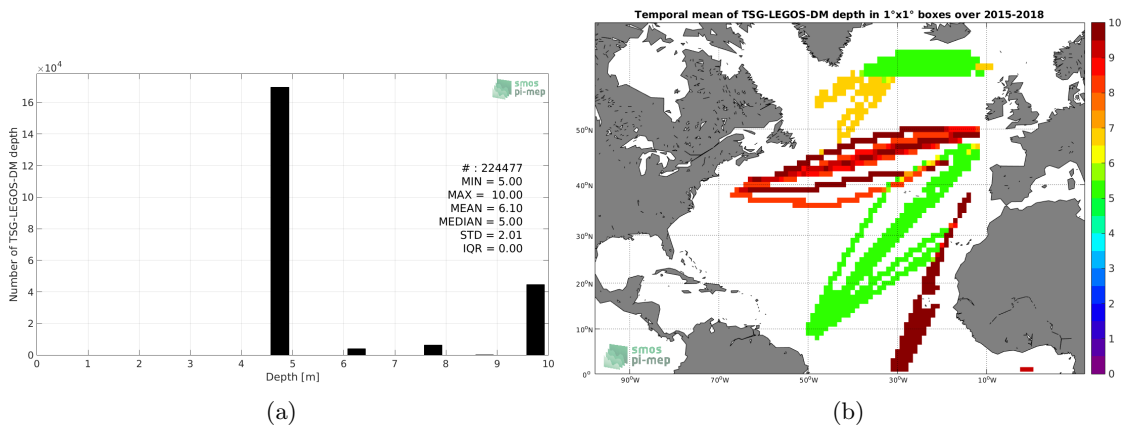 ×10⁴
16
14
12
10
8
6
4
2
0
Number of TSG-LEGOS-DM depth
smos
pi-mep
# : 224477
MIN = 5.00
MAX = 10.00
MEAN = 6.10
MEDIAN = 5.00
STD = 2.01
IQR = 0.00
0 1 2 3 4 5 6 7 8 9 10
Depth [m]
(a)
Temporal mean of TSG-LEGOS-DM depth in 1°x1° boxes over 2015-2018
50°N
40°N
30°N
20°N
10°N
0°
90°W 70°W 50°W 30°W 10°W
smos
pi-mep
10
9
8
7
6
5
4
3
2
1
0
(b)